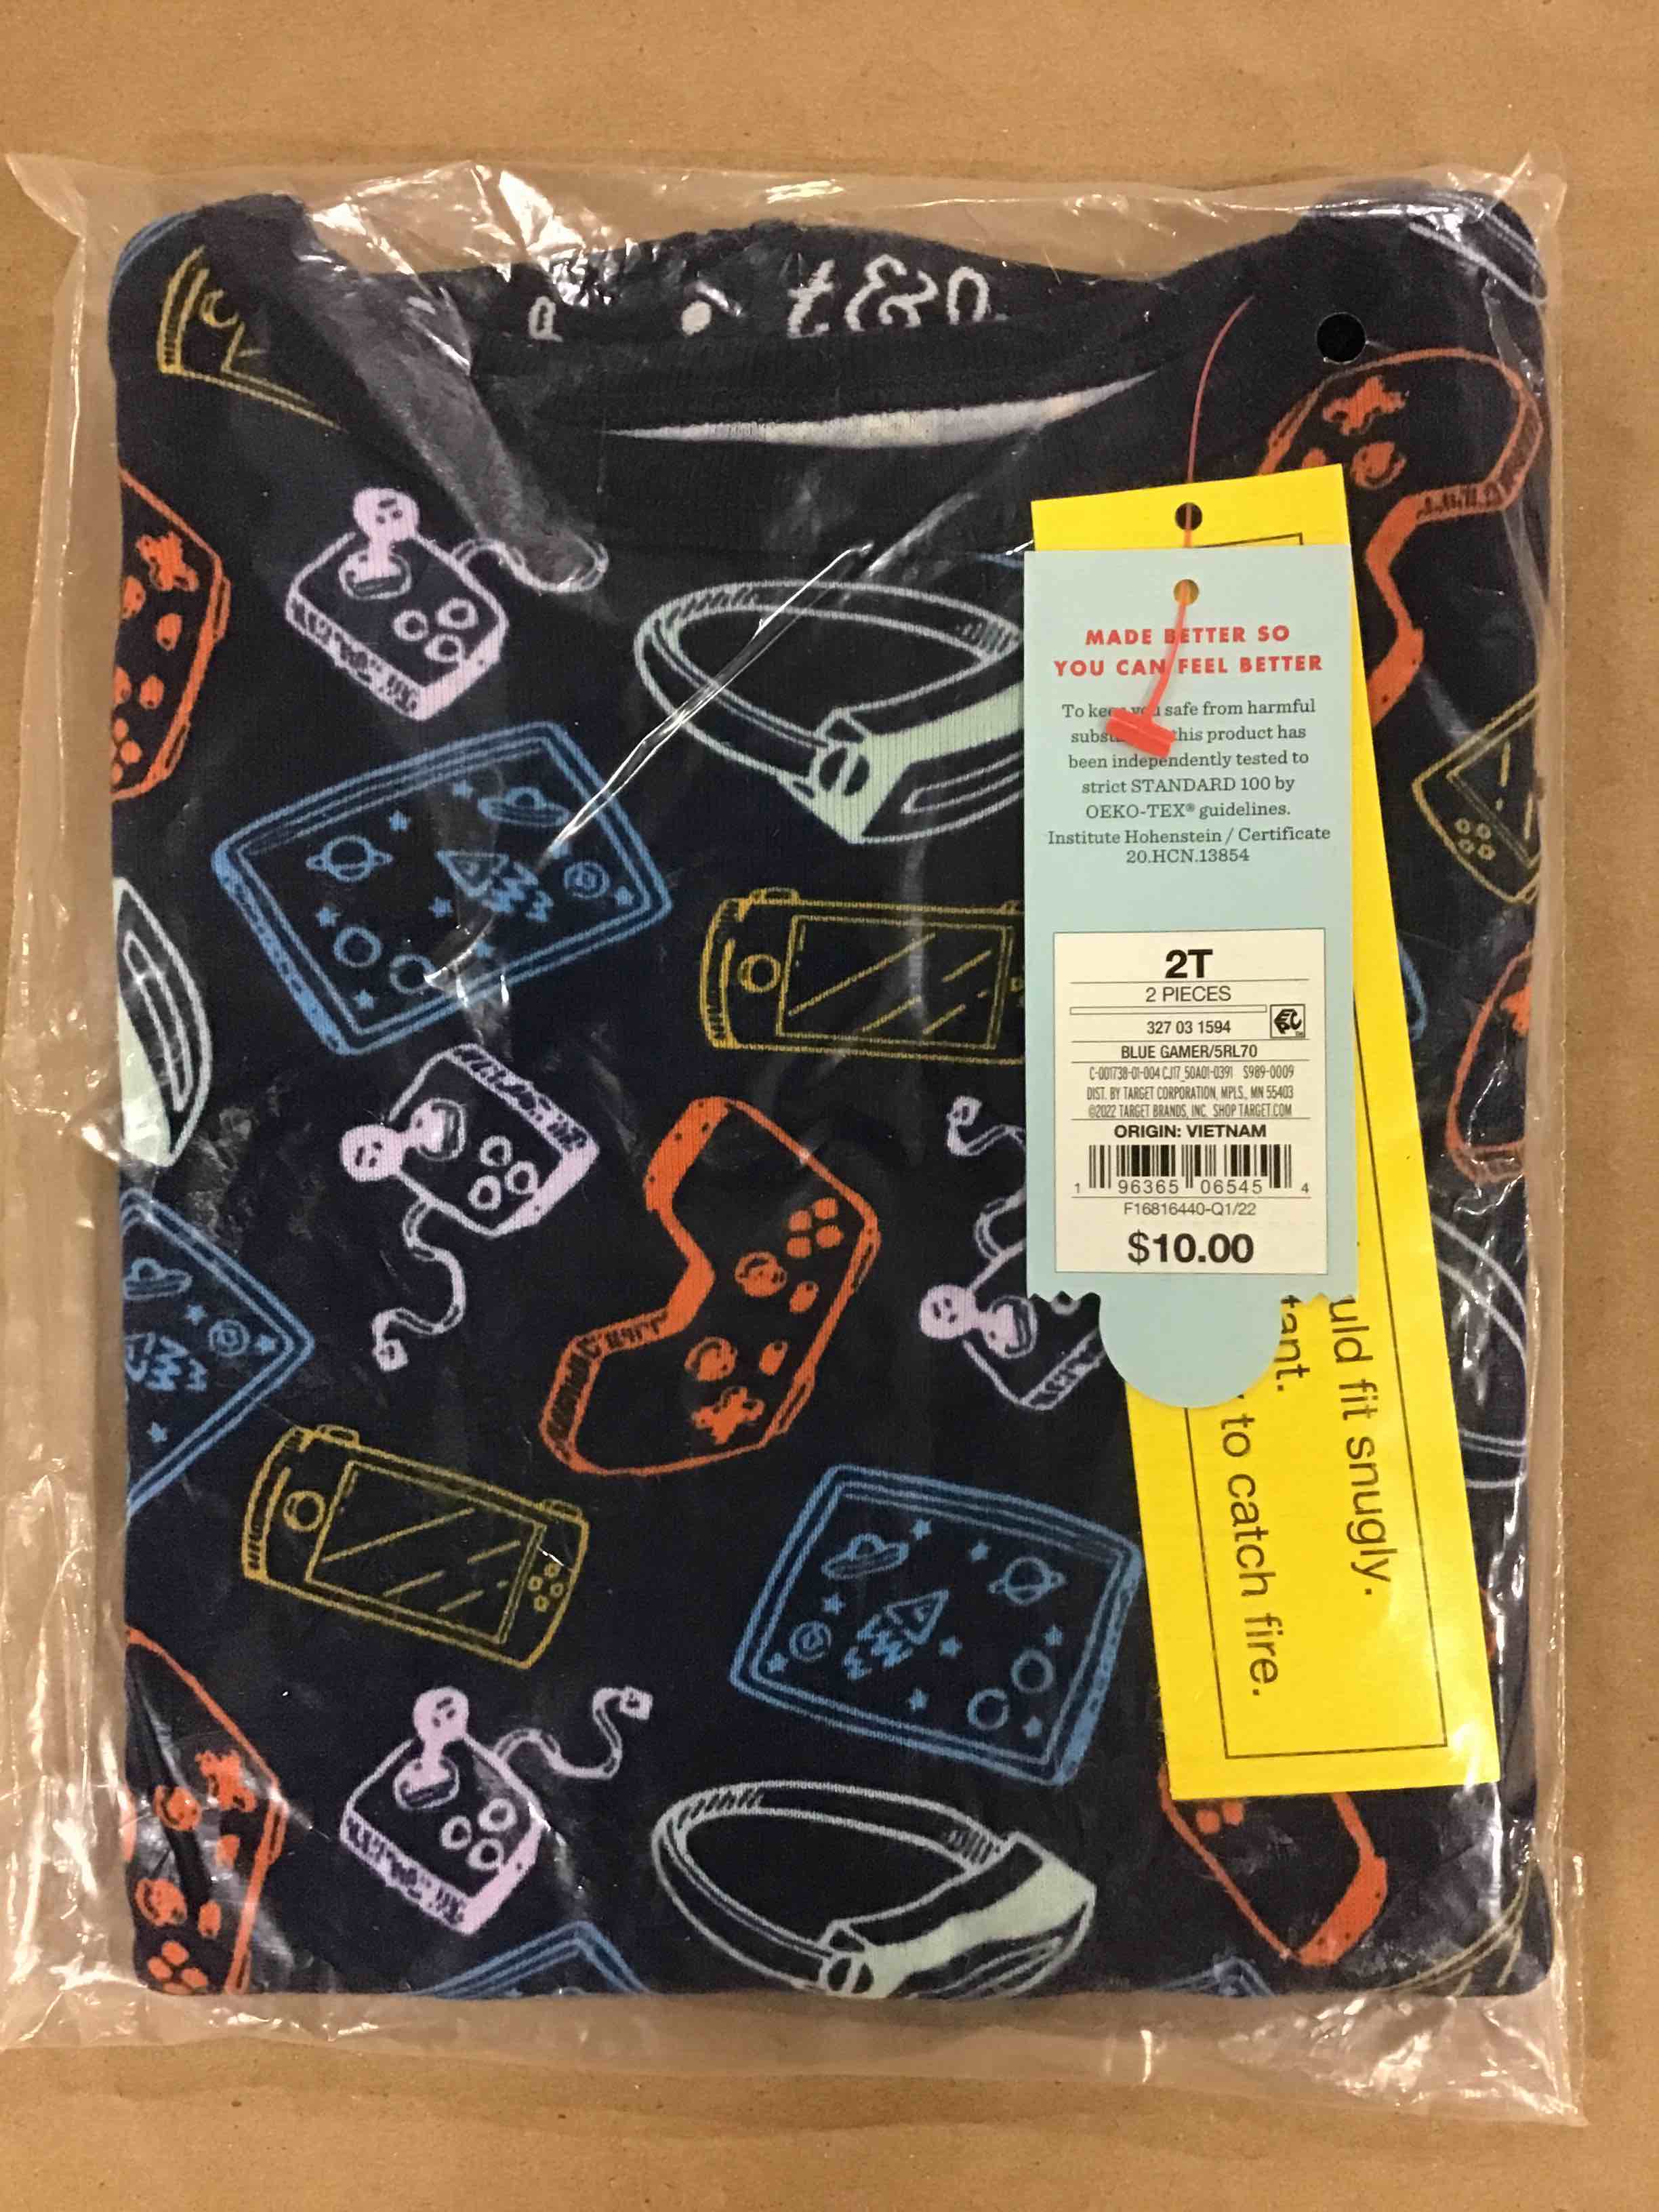 MADE BETTER SO
YOU CAN FEEL BETTER
To keep you safe from harmful
this product has
been independently tested to
strict STANDARD 100 by
OEKO-TEX® guidelines.
Institute Hohenstein / Certificate
20.HCN.13854
2T
2 PIECES
327 03 1594
BLUE GAMER/5RL70
C-001738-01-004 CJ17_50A01-0391 S989-0009
DIST. BY TARGET CORPORATION, MPLS., MN 55403
©2022 TARGET BRANDS, INC. SHOP TARGET.COM
ORIGIN: VIETNAM
1 96365 06545 4
F16816440-Q1/22
$10.00
uld fit snugly.
tant.
to catch fire.